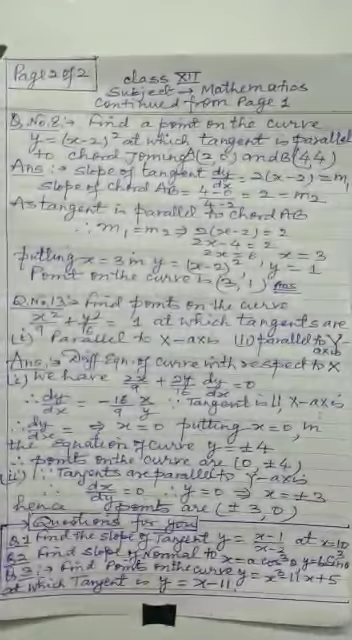 Page 2 of 2
class XII
Subject → Mathematics
Continued from Page 1
Q.No.8:→ Find a point on the curve
y = (x-2)² at which tangent is parallel
to chord Joining A(2 0) and B(4 4)
Ans:→ slope of tangent dy/dx = 2(x-2) = m₁
slope of chord AB = 4-0/4-2 = 2 = m₂
As tangent is parallel to chord AB
∴ m₁ = m₂ ⇒ 2(x-2) = 2
2x-4 = 2
2x = 6, x = 3
putting x = 3 in y = (x-2)², y = 1
Point on the curve is (3, 1) Ans
Q.No.13:→ Find points on the curve
x²/9 + y²/16 = 1 at which tangents are
(i) Parallel to x-axis (ii) parallel to Y-axis
Ans:→ Diff Eqn. of curve with respect to x
(i) we have 2x/9 + 2y/16 dy/dx = 0
∴ dy/dx = -16/9 x/y ∵ Tangent is || x-axis
∴ dy/dx = ⇒ x = 0 putting x = 0, in
the equation of curve y = ±4
∴ points on the curve are (0, ±4)
(ii) ∵ Tangents are parallel to Y-axis
∴ dx/dy = 0 ∴ y = 0 ⇒ x = ±3
hence points are (±3, 0)
→ Questions for you
Q1 Find the slope of Tangent y = x-1/x-2 at x=10
Q2 Find slope of Normal to x = a cos³θ y = sin³θ
Q3:→ Find Points on the curve y = x³-11x+5
at which Tangent is y = x-11